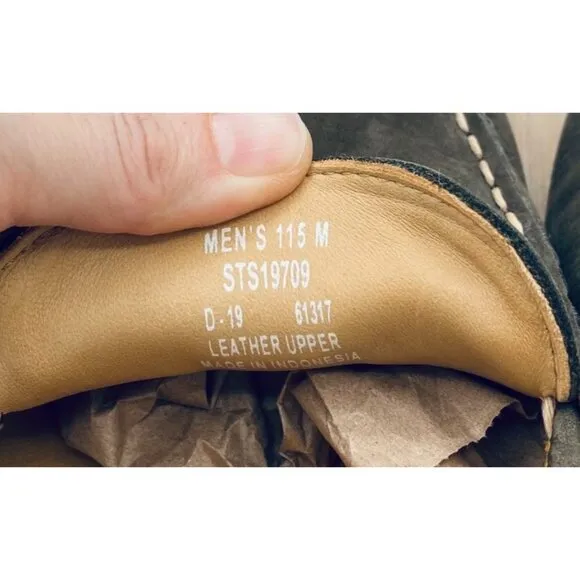 MEN'S 115 M
STS19709
D-19 61317
LEATHER UPPER
MADE IN INDONESIA